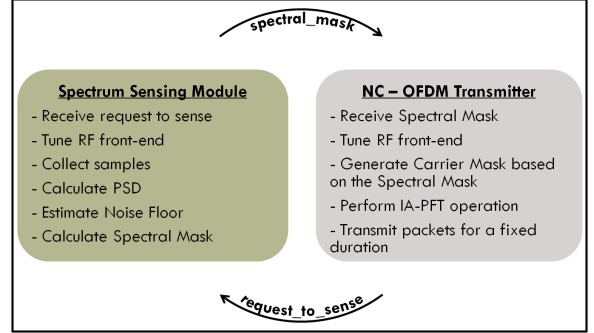 spectral_mask
Spectrum Sensing Module
- Receive request to sense
- Tune RF front-end
- Collect samples
- Calculate PSD
- Estimate Noise Floor
- Calculate Spectral Mask
NC – OFDM Transmitter
- Receive Spectral Mask
- Tune RF front-end
- Generate Carrier Mask based
on the Spectral Mask
- Perform IA-PFT operation
- Transmit packets for a fixed
duration
request_to_sense